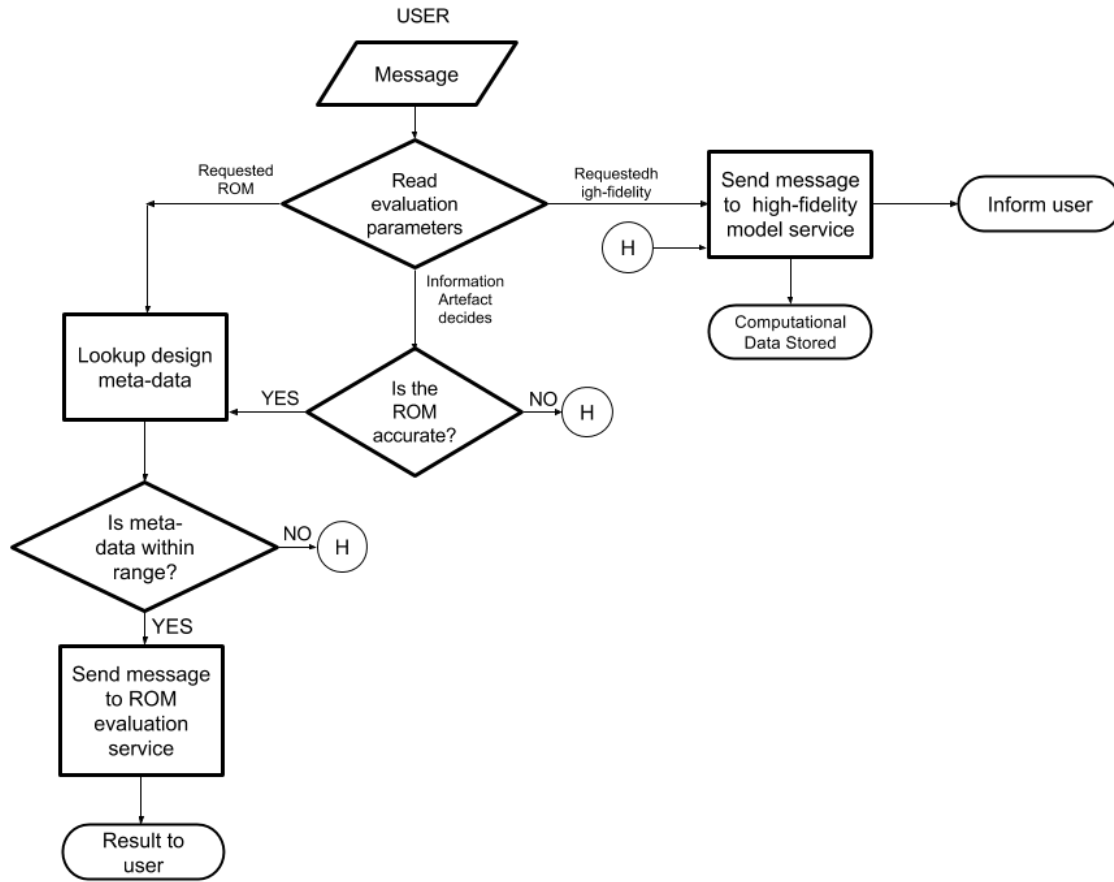 USER
Message
Requested
ROM
Read
evaluation
parameters
Requestedh
igh-fidelity
Send message
to high-fidelity
model service
Inform user
H
Information
Artefact
decides
Computational
Data Stored
Lookup design
meta-data
YES
Is the
ROM
accurate?
NO
H
Is meta-
data within
range?
NO
H
YES
Send message
to ROM
evaluation
service
Result to
user